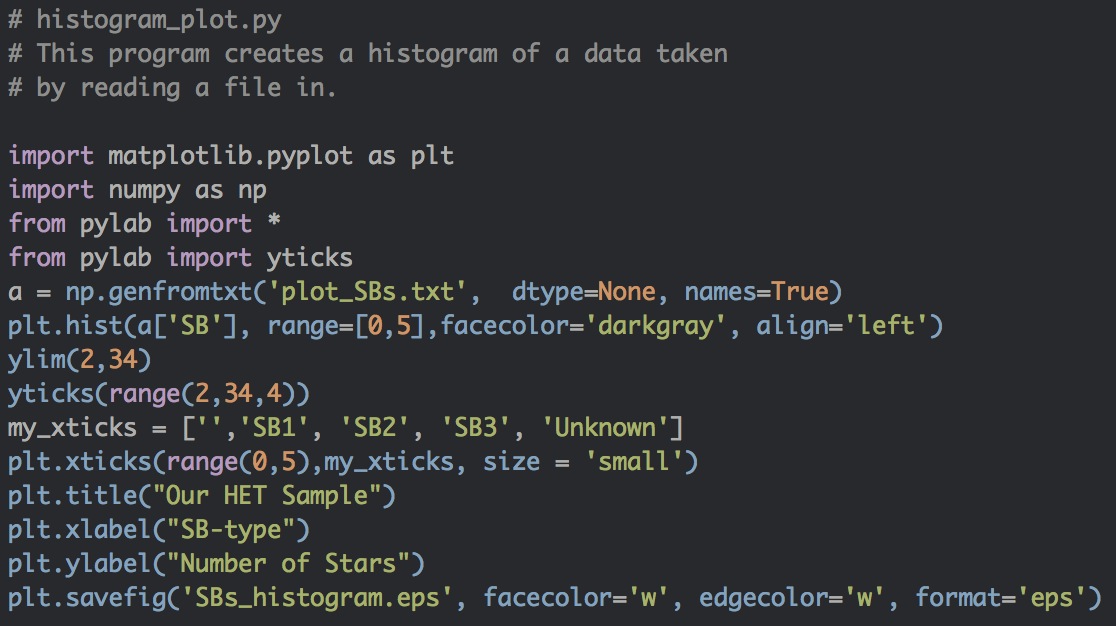 # histogram_plot.py
# This program creates a histogram of a data taken
# by reading a file in.
import matplotlib.pyplot as plt
import numpy as np
from pylab import *
from pylab import yticks
a = np.genfromtxt('plot_SBs.txt',  dtype=None, names=True)
plt.hist(a['SB'], range=[0,5],facecolor='darkgray', align='left')
ylim(2,34)
yticks(range(2,34,4))
my_xticks = ['','SB1', 'SB2', 'SB3', 'Unknown']
plt.xticks(range(0,5),my_xticks, size = 'small')
plt.title("Our HET Sample")
plt.xlabel("SB-type")
plt.ylabel("Number of Stars")
plt.savefig('SBs_histogram.eps', facecolor='w', edgecolor='w', format='eps')